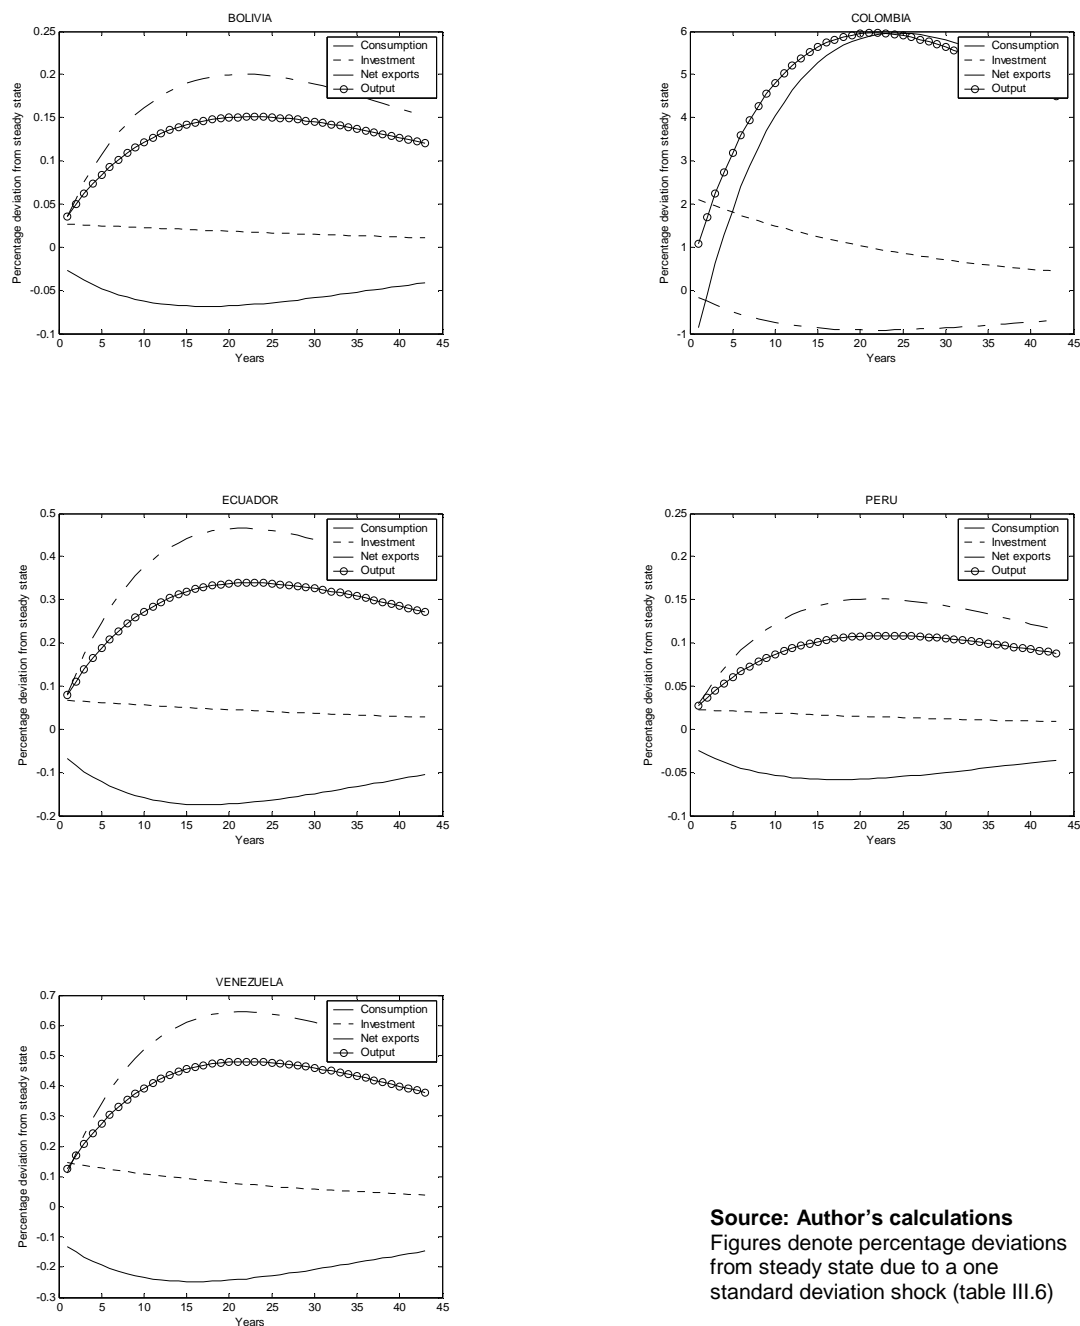 BOLIVIA
0.25
0.2
0.15
0.1
0.05
0
-0.05
-0.1
0 5 10 15 20 25 30 35 40 45
Years
Percentage deviation from steady state
Consumption
Investment
Net exports
Output
COLOMBIA
6
5
4
3
2
1
0
-1
0 5 10 15 20 25 30 35 40 45
Years
Percentage deviation from steady state
Consumption
Investment
Net exports
Output
ECUADOR
0.5
0.4
0.3
0.2
0.1
0
-0.1
-0.2
0 5 10 15 20 25 30 35 40 45
Years
Percentage deviation from steady state
Consumption
Investment
Net exports
Output
PERU
0.25
0.2
0.15
0.1
0.05
0
-0.05
-0.1
0 5 10 15 20 25 30 35 40 45
Years
Percentage deviation from steady state
Consumption
Investment
Net exports
Output
VENEZUELA
0.7
0.6
0.5
0.4
0.3
0.2
0.1
0
-0.1
-0.2
-0.3
0 5 10 15 20 25 30 35 40 45
Years
Percentage deviation from steady state
Consumption
Investment
Net exports
Output
Source: Author's calculations
Figures denote percentage deviations
from steady state due to a one
standard deviation shock (table III.6)